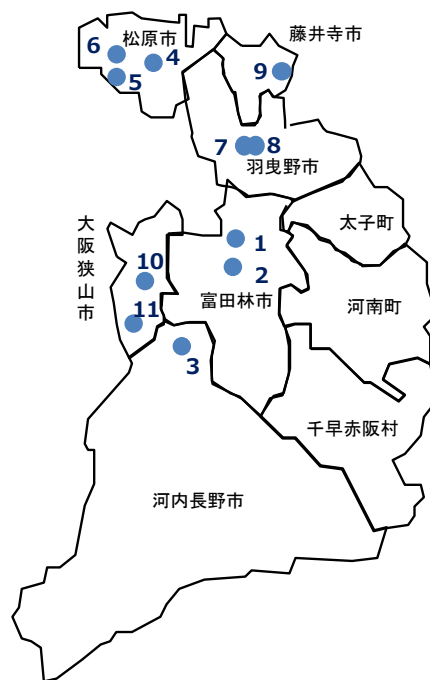 藤井寺市
松原市
6
4
5
9
7
8
羽曳野市
太子町
大阪狭山市
1
10
2
河南町
富田林市
11
3
千早赤阪村
河内長野市